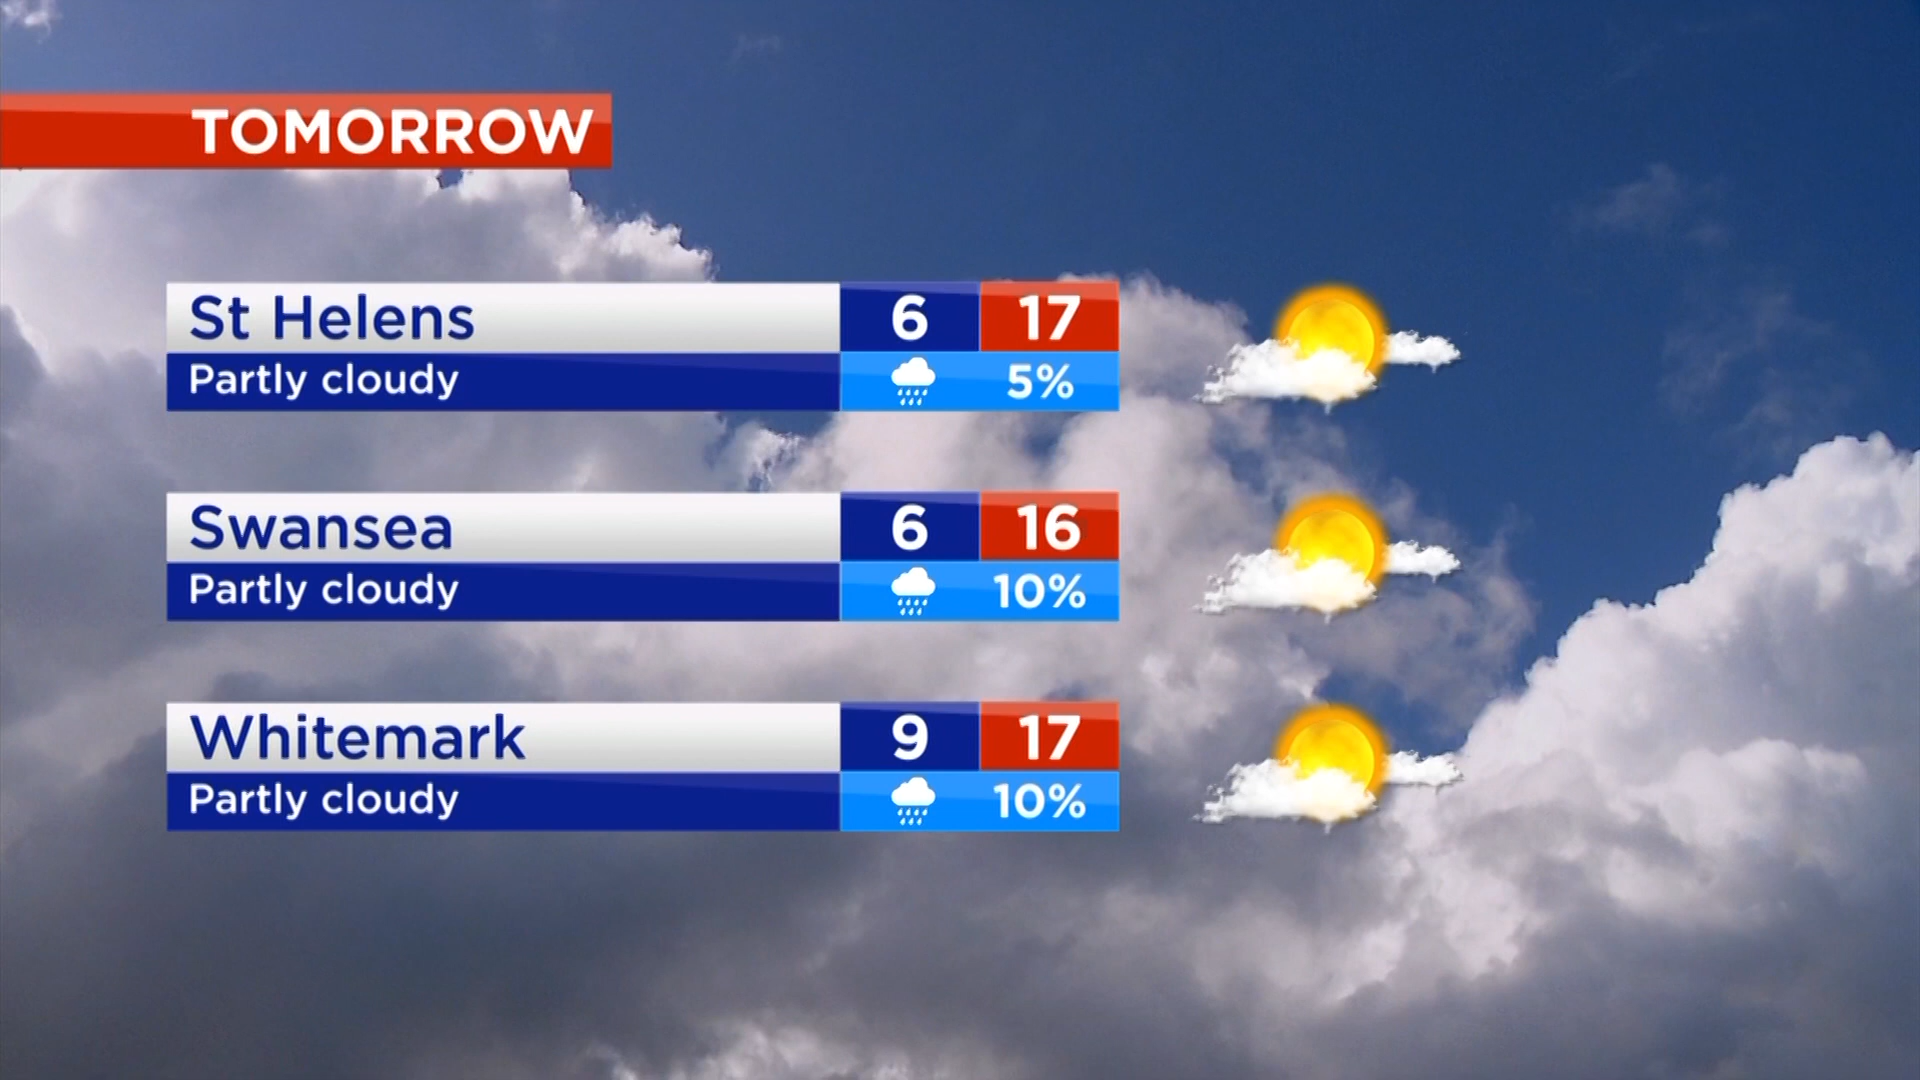 TOMORROW
St Helens 6 17
Partly cloudy 5%
Swansea 6 16
Partly cloudy 10%
Whitemark 9 17
Partly cloudy 10%